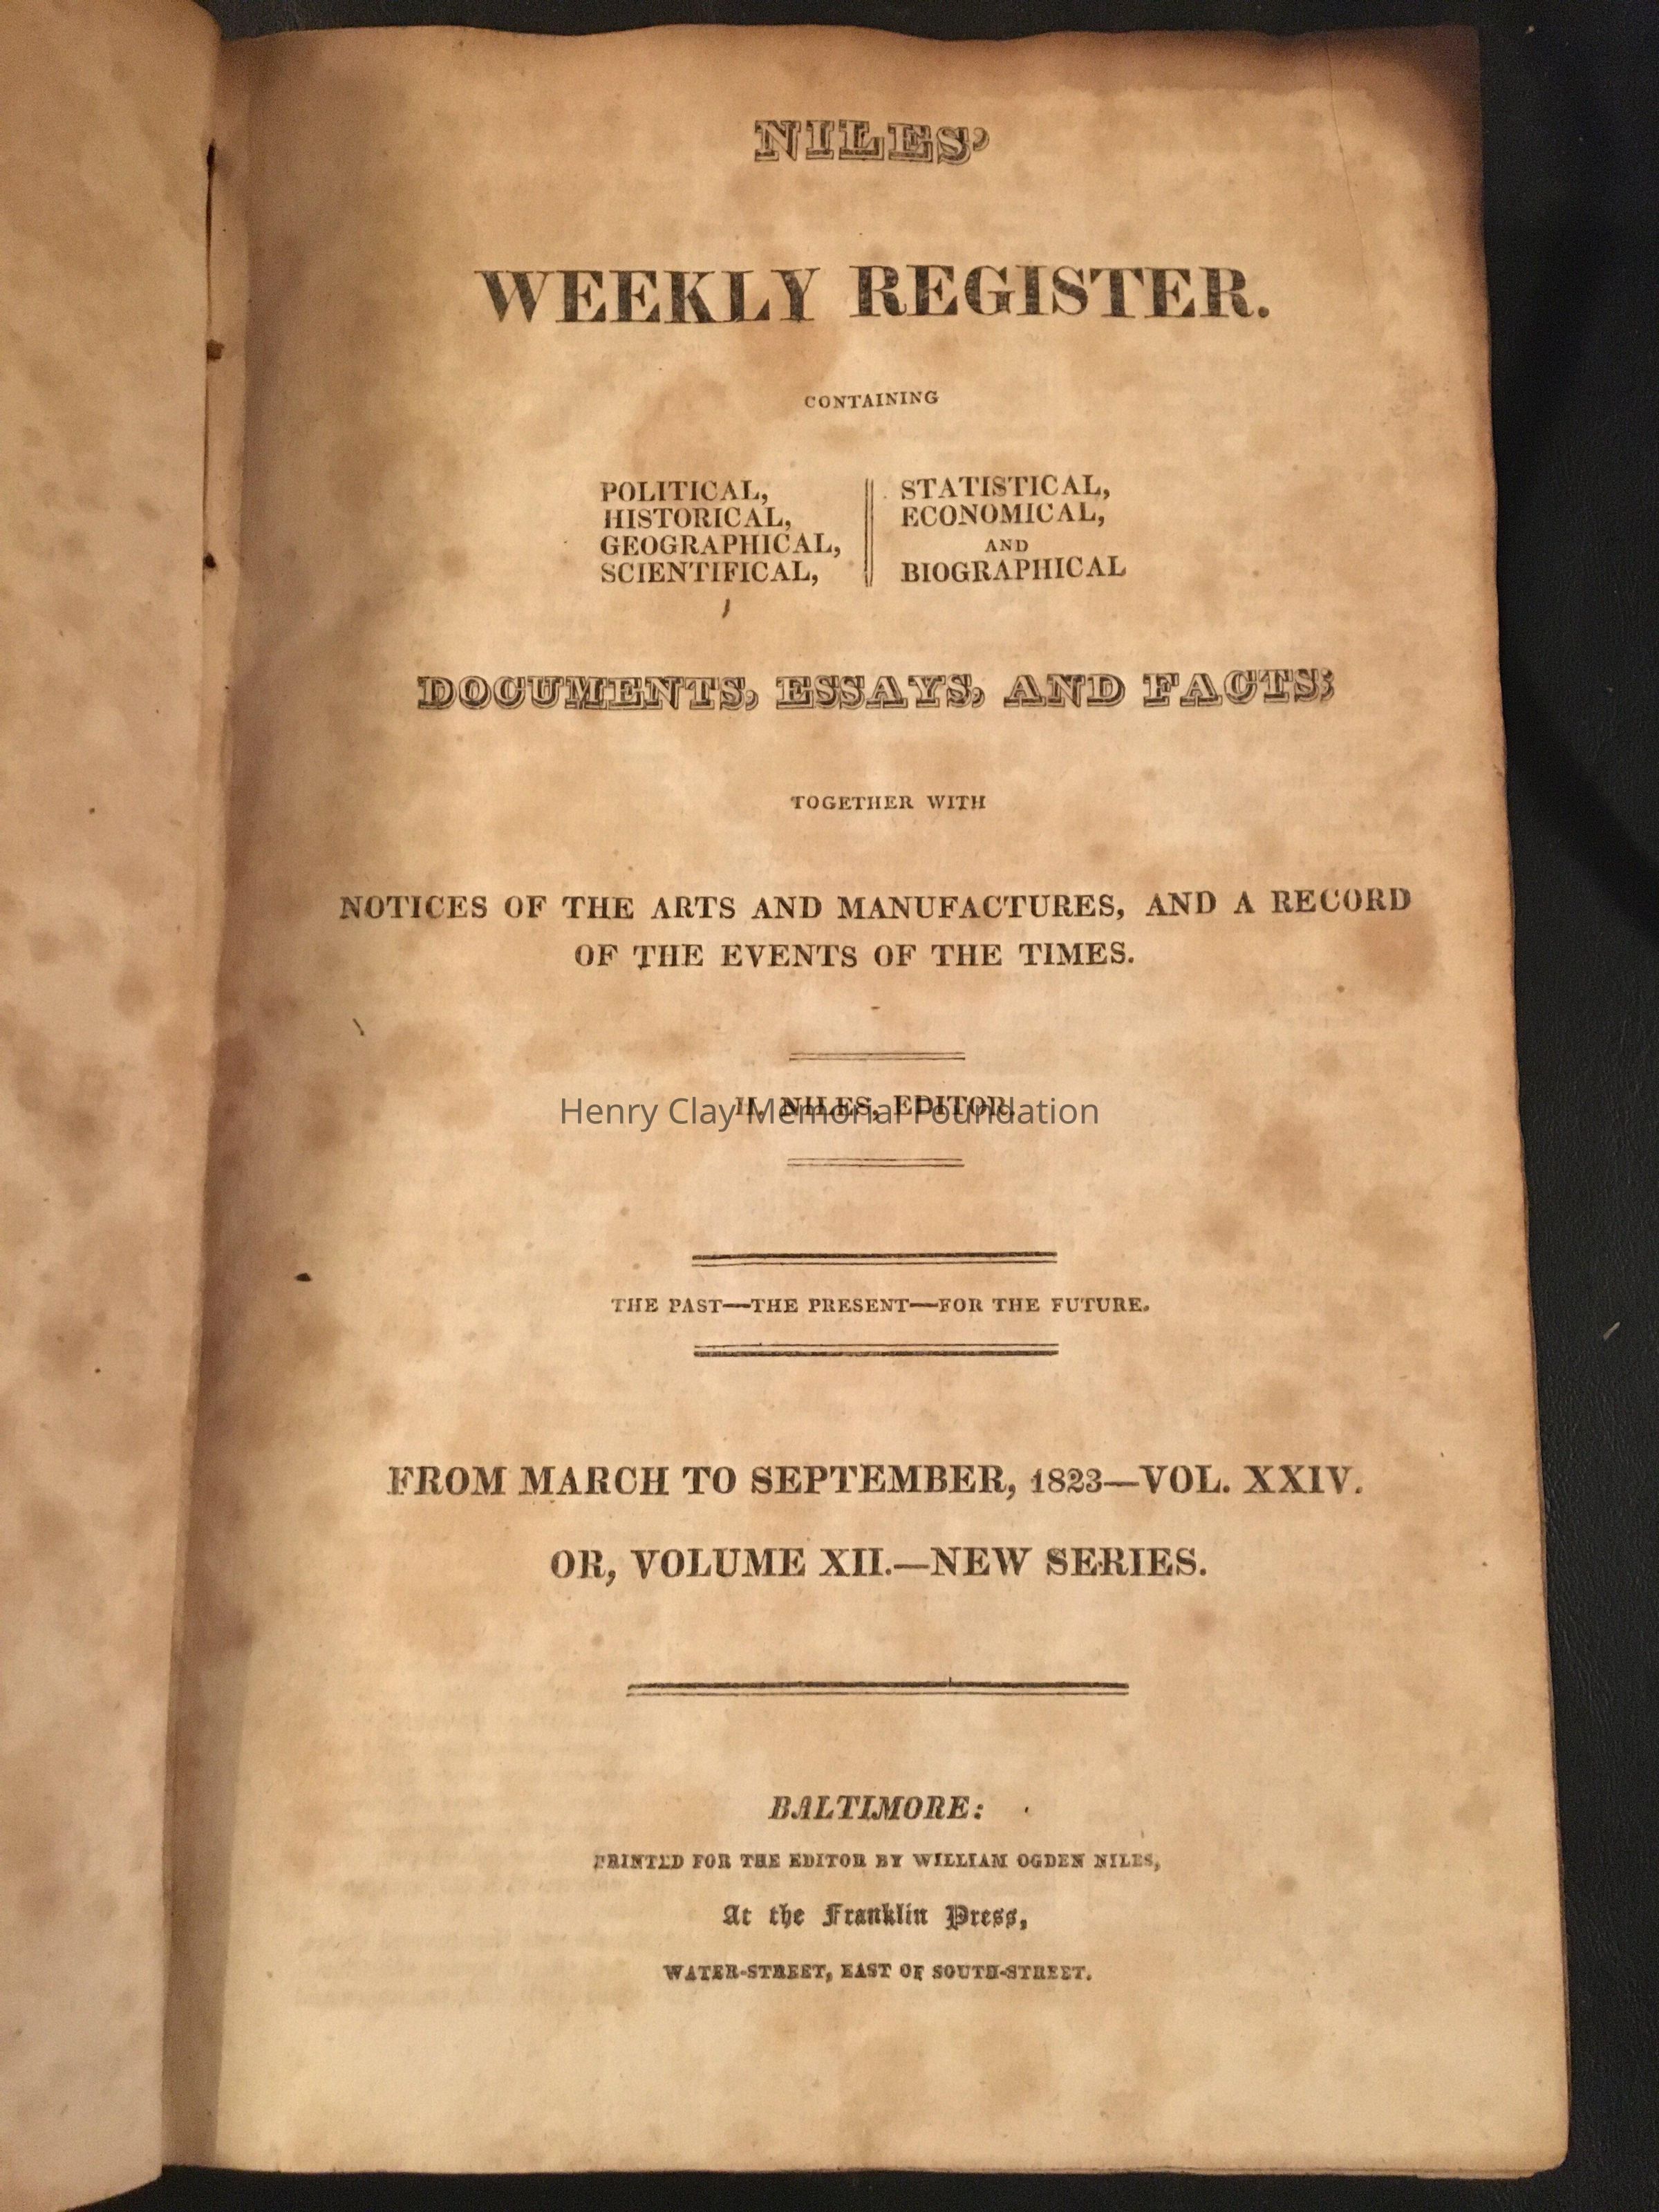 NILES'
WEEKLY REGISTER.
CONTAINING
POLITICAL,
HISTORICAL,
GEOGRAPHICAL,
SCIENTIFICAL,
STATISTICAL,
ECONOMICAL,
AND
BIOGRAPHICAL
DOCUMENTS, ESSAYS, AND FACTS;
TOGETHER WITH
NOTICES OF THE ARTS AND MANUFACTURES, AND A RECORD
OF THE EVENTS OF THE TIMES.
H. NILES, EDITOR.
Henry Clay Memorial Foundation
THE PAST—THE PRESENT—FOR THE FUTURE.
FROM MARCH TO SEPTEMBER, 1823—VOL. XXIV.
OR, VOLUME XII.—NEW SERIES.
BALTIMORE:
PRINTED FOR THE EDITOR BY WILLIAM OGDEN NILES,
At the Franklin Press,
WATER-STREET, EAST OF SOUTH-STREET.